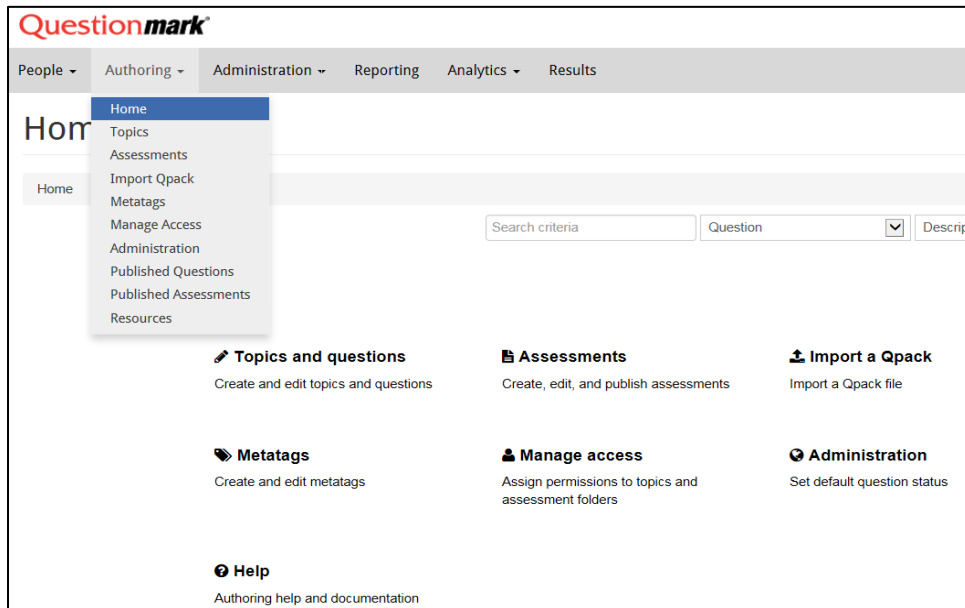 Questionmark
People Authoring Administration Reporting Analytics Results
Home
Topics
Assessments
Import Qpack
Metatags
Manage Access
Administration
Published Questions
Published Assessments
Resources
Hom
Home
Search criteria Question Descrip
Topics and questions
Create and edit topics and questions
Assessments
Create, edit, and publish assessments
Import a Qpack
Import a Qpack file
Metatags
Create and edit metatags
Manage access
Assign permissions to topics and
assessment folders
Administration
Set default question status
Help
Authoring help and documentation